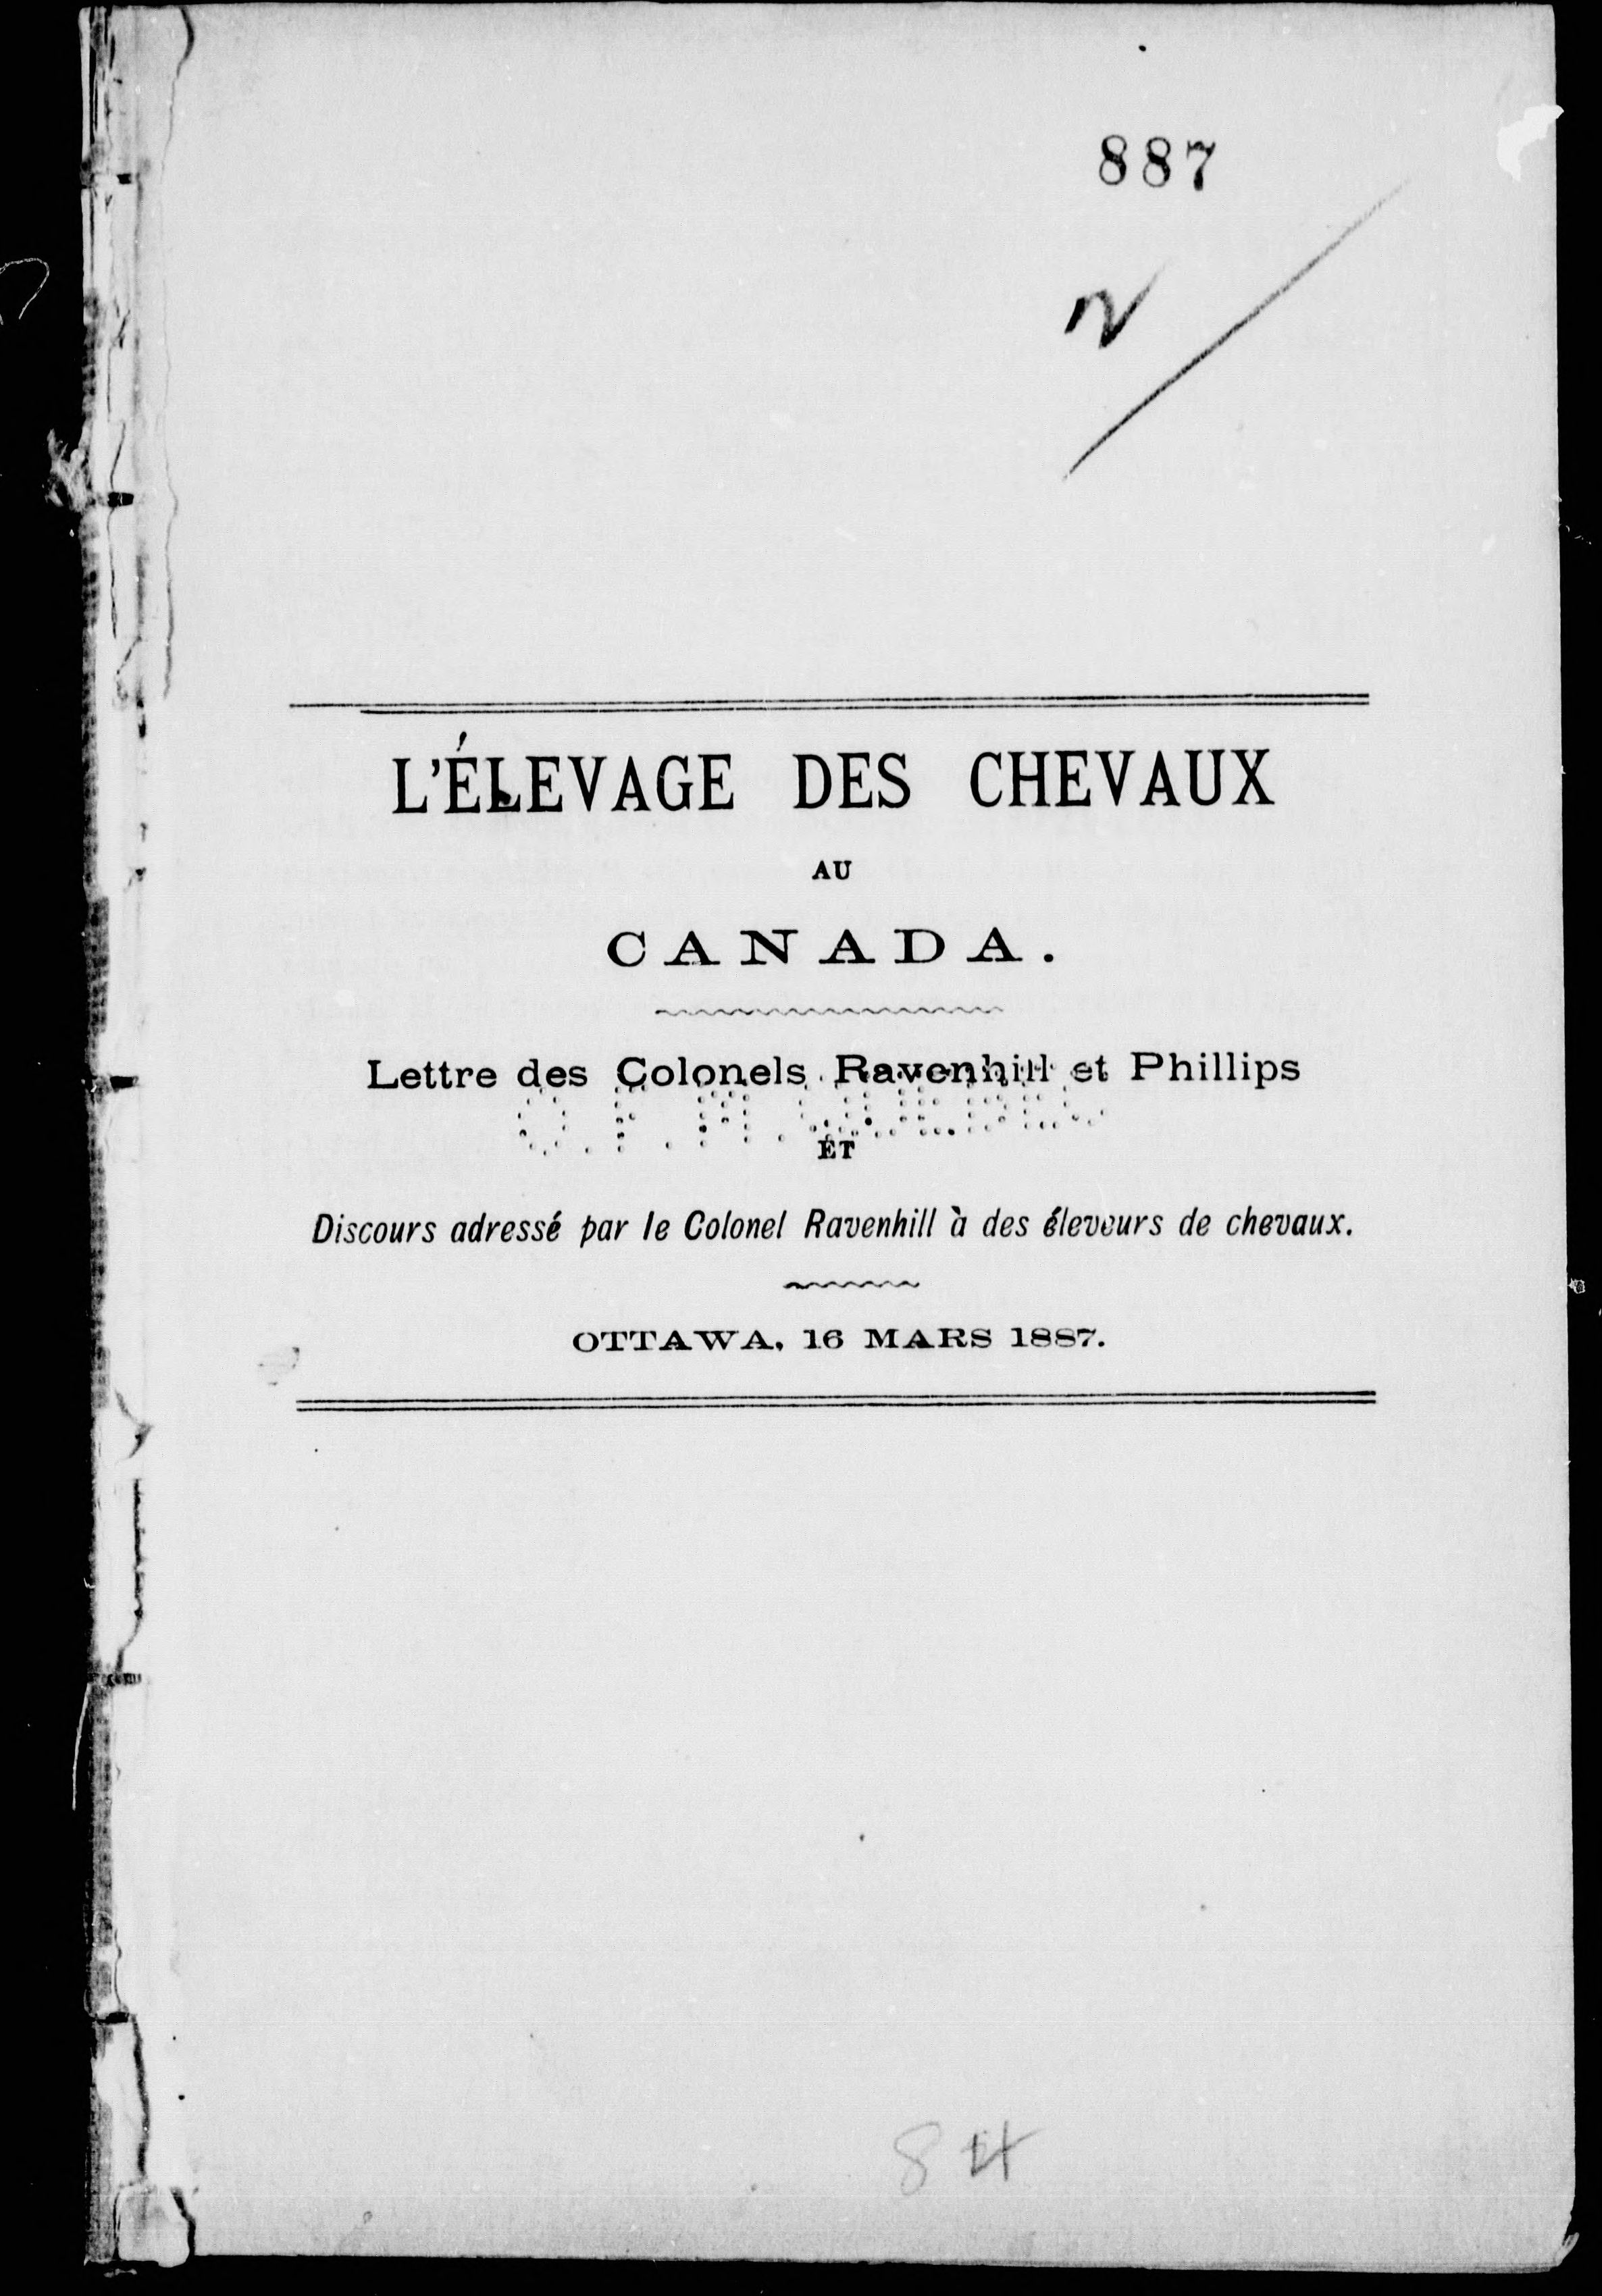 887
L'ÉLEVAGE DES CHEVAUX
AU
CANADA.
Lettre des Colonels Ravenhill et Phillips
ET
Discours adressé par le Colonel Ravenhill à des éleveurs de chevaux.
OTTAWA, 16 MARS 1887.
84